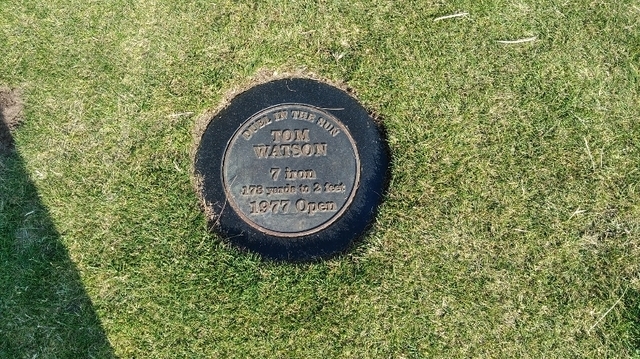 DUEL IN THE SUN
TOM
WATSON
7 iron
178 yards to 2 feet
1977 Open